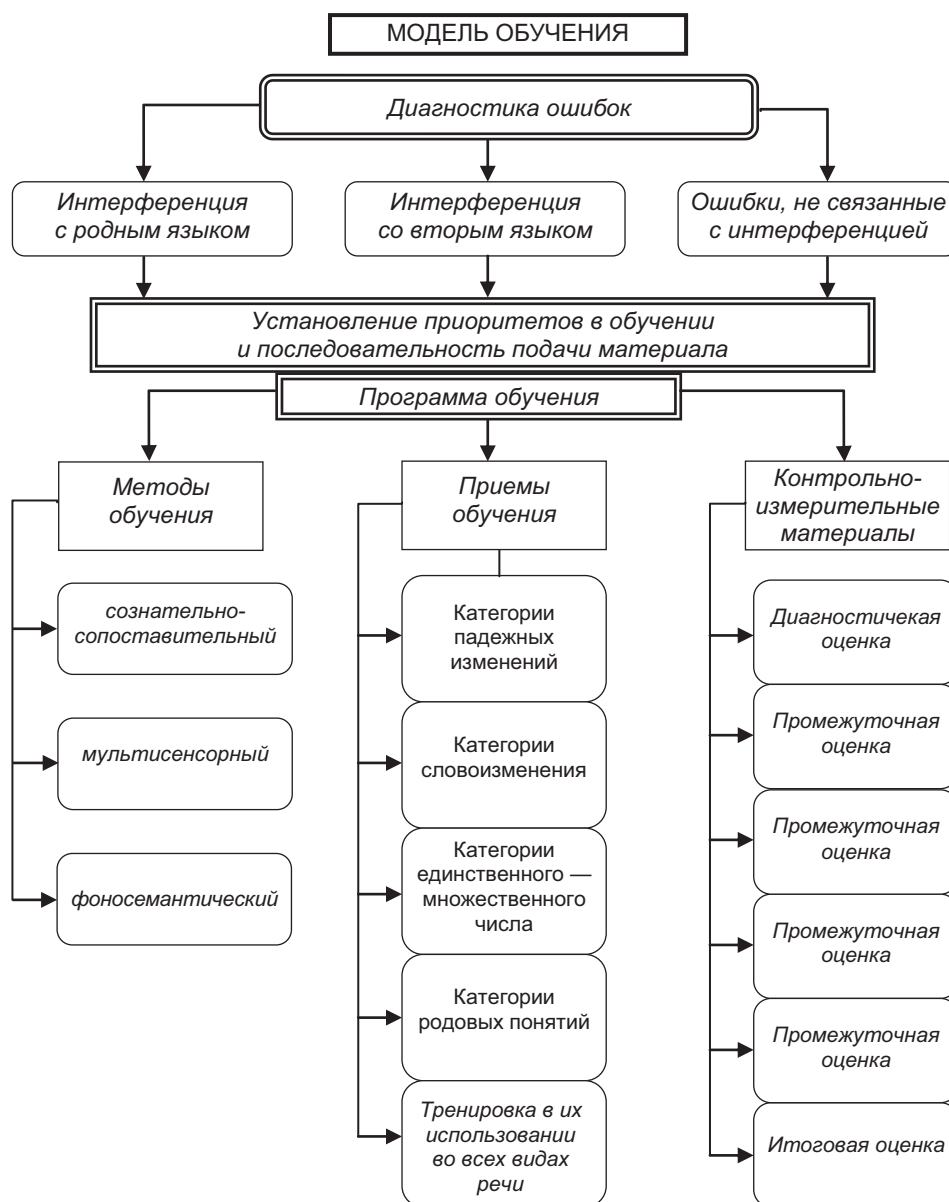 МОДЕЛЬ ОБУЧЕНИЯ
Диагностика ошибок
Интерференция
с родным языком
Интерференция
со вторым языком
Ошибки, не связанные
с интерференцией
Установление приоритетов в обучении
и последовательность подачи материала
Программа обучения
Методы
обучения
сознательно-
сопоставительный
мультисенсорный
фоносемантический
Приемы
обучения
Категории
падежных
изменений
Категории
словоизменения
Категории
единственного —
множественного
числа
Категории
родовых понятий
Тренировка в их
использовании
во всех видах
речи
Контрольно-
измерительные
материалы
Диагностичекая
оценка
Промежуточная
оценка
Промежуточная
оценка
Промежуточная
оценка
Промежуточная
оценка
Итоговая оценка